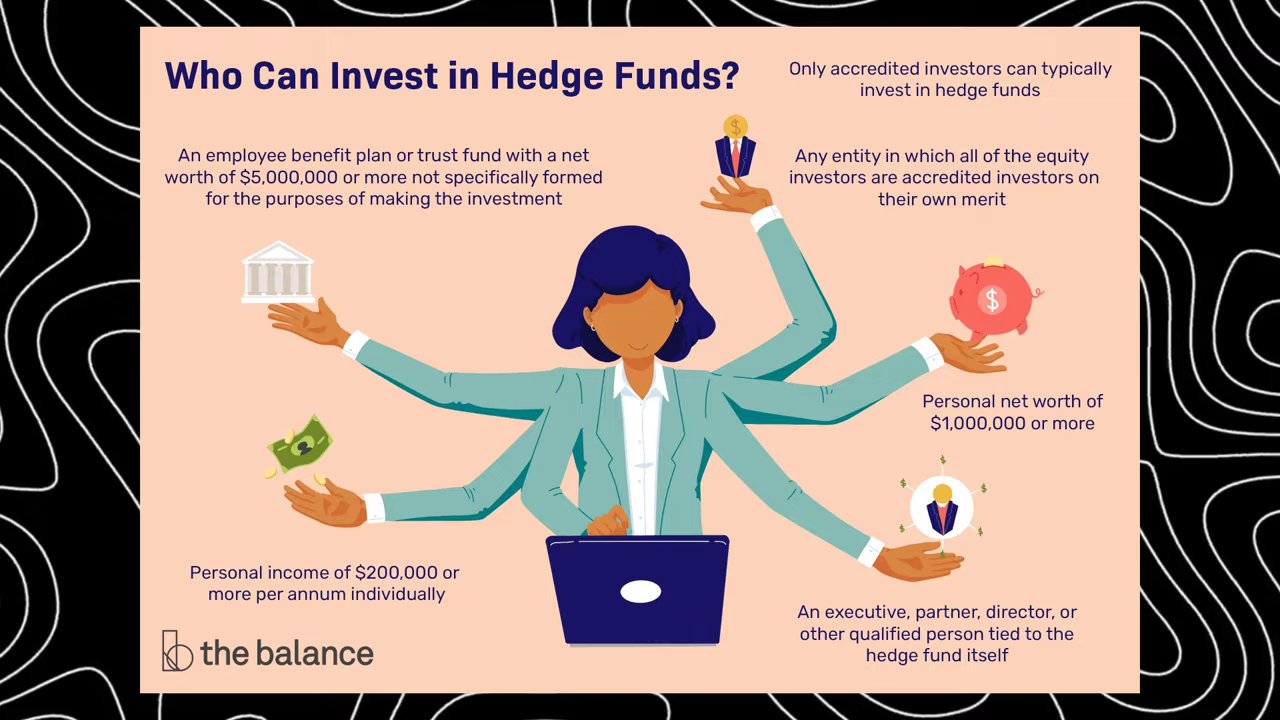 Who Can Invest in Hedge Funds?
Only accredited investors can typically
invest in hedge funds
An employee benefit plan or trust fund with a net
worth of $5,000,000 or more not specifically formed
for the purposes of making the investment
Any entity in which all of the equity
investors are accredited investors on
their own merit
$
$
Personal net worth of
$1,000,000 or more
Personal income of $200,000 or
more per annum individually
An executive, partner, director, or
other qualified person tied to the
hedge fund itself
the balance